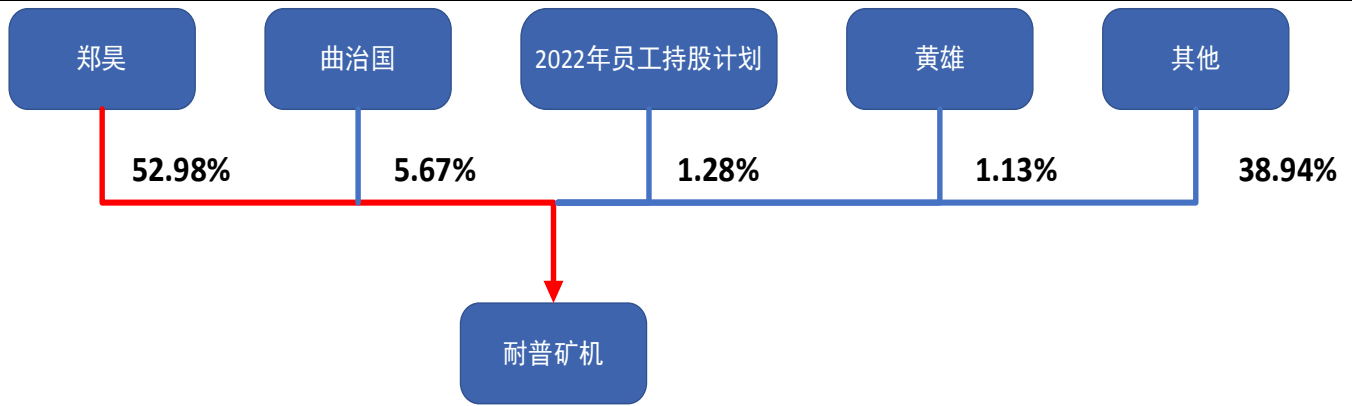 郑昊
曲治国
2022年员工持股计划
黄雄
其他
52.98%
5.67%
1.28%
1.13%
38.94%
耐普矿机